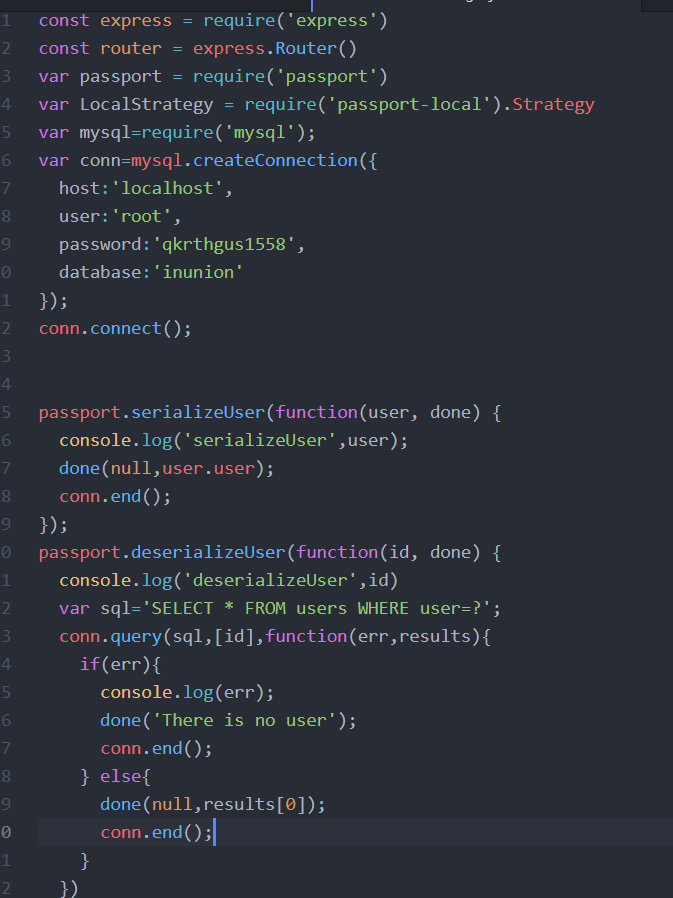 1 const express = require('express')
2 const router = express.Router()
3 var passport = require('passport')
4 var LocalStrategy = require('passport-local').Strategy
5 var mysql=require('mysql');
6 var conn=mysql.createConnection({
7   host:'localhost',
8   user:'root',
9   password:'qkrthgus1558',
0   database:'inunion'
1 });
2 conn.connect();
3
4
5 passport.serializeUser(function(user, done) {
6   console.log('serializeUser',user);
7   done(null,user.user);
8   conn.end();
9 });
0 passport.deserializeUser(function(id, done) {
1   console.log('deserializeUser',id)
2   var sql='SELECT * FROM users WHERE user=?';
3   conn.query(sql,[id],function(err,results){
4     if(err){
5       console.log(err);
6       done('There is no user');
7       conn.end();
8     } else{
9       done(null,results[0]);
0       conn.end();
1     }
2   })